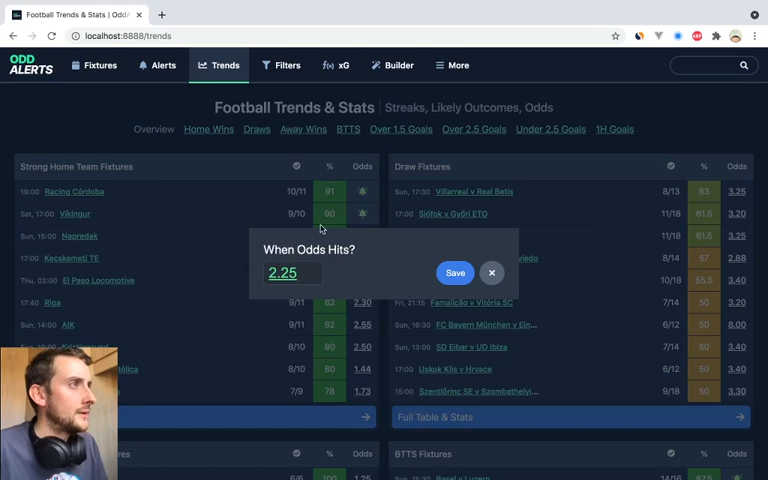 Football Trends & Stats | Odd
localhost:8888/trends
ODD ALERTS
Fixtures
Alerts
Trends
Filters
f(x) xG
Builder
More
Football Trends & Stats | Streaks, Likely Outcomes, Odds
Overview Home Wins Draws Away Wins BTTS Over 1.5 Goals Over 2.5 Goals Under 2.5 Goals 1H Goals
Strong Home Team Fixtures % Odds
19:00 Racing Córdoba 10/11 91
Sat, 17:00 Vikingur 9/10 90
Sun, 15:00 Napredak
17:00 Kecskemeti TE
Thu, 02:00 El Paso Locomotive
17:40 Riga 9/11 82 2.30
Sun, 14:00 AIK 9/11 82 2.55
8/10 80 2.50
8/10 80 1.44
7/9 78 1.73
Draw Fixtures % Odds
Sun, 17:30 Villarreal v Real Betis 8/13 63 3.25
17:00 Siófok v Győri ETO 11/18 61.5 3.20
11/18 61.5 3.25
8/14 57 2.88
10/18 55.5 3.40
Fri, 21:15 Famalicão v Vitória SC 7/14 50 3.20
Sun, 16:30 FC Bayern München v Ein... 6/12 50 8.00
Sun, 13:00 SD Eibar v UD Ibiza 7/14 50 3.40
17:00 Uskok Klis v Hrvace 6/12 50 3.40
15:00 Szentlőrinc SE v Szombathelyi... 9/18 50 3.30
Full Table & Stats
When Odds Hits?
2.25
Save
BTTS Fixtures % Odds
6/6 100 1.25
Sun, 15:30 Basel v Luzern 14/16 87.5